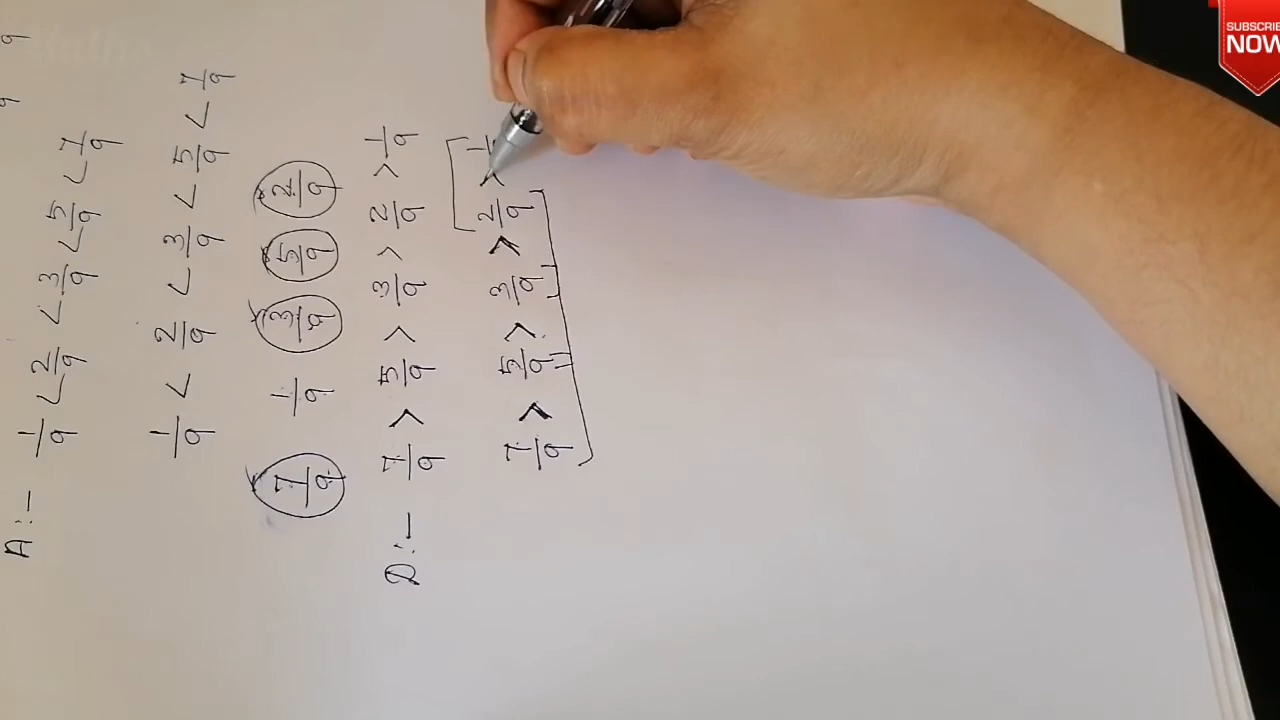 A:- 1/9 < 2/9 < 3/9 < 5/9 < 7/9
1/9 < 2/9 < 3/9 < 5/9 < 7/9
7/9 1/9 3/9 5/9 2/9
D:- 7/9 > 5/9 > 3/9 > 2/9 > 1/9
7/9 > 5/9 > 3/9 > 2/9 >
SUBSCRIBE
NOW